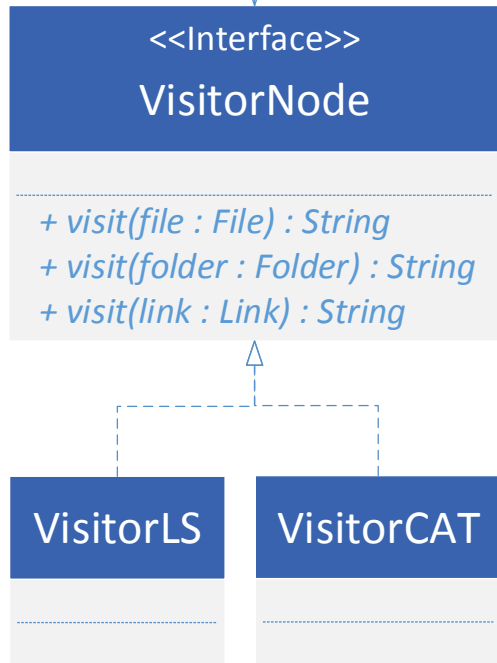 <<Interface>>
VisitorNode
+ visit(file : File) : String
+ visit(folder : Folder) : String
+ visit(link : Link) : String
VisitorLS
VisitorCAT